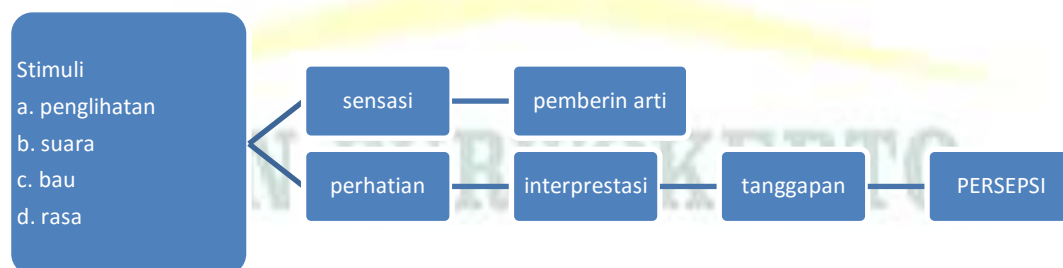 Stimuli
a. penglihatan
b. suara
c. bau
d. rasa
sensasi
pemberin arti
perhatian
interprestasi
tanggapan
PERSEPSI